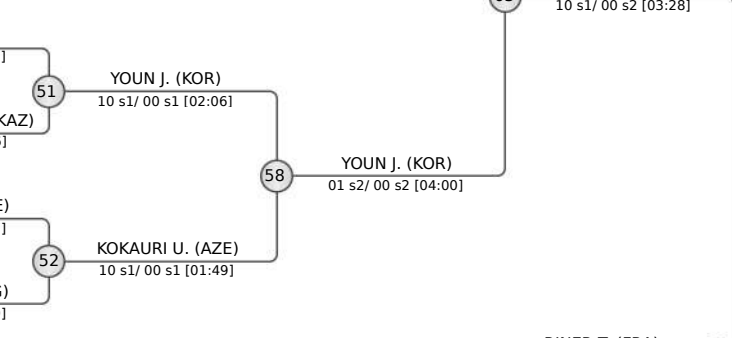 10 s1/ 00 s2 [03:28]
]
51
YOUN J. (KOR)
10 s1/ 00 s1 [02:06]
KAZ)
]
58
YOUN J. (KOR)
01 s2/ 00 s2 [04:00]
)
]
52
KOKAURI U. (AZE)
10 s1/ 00 s1 [01:49]
)
]